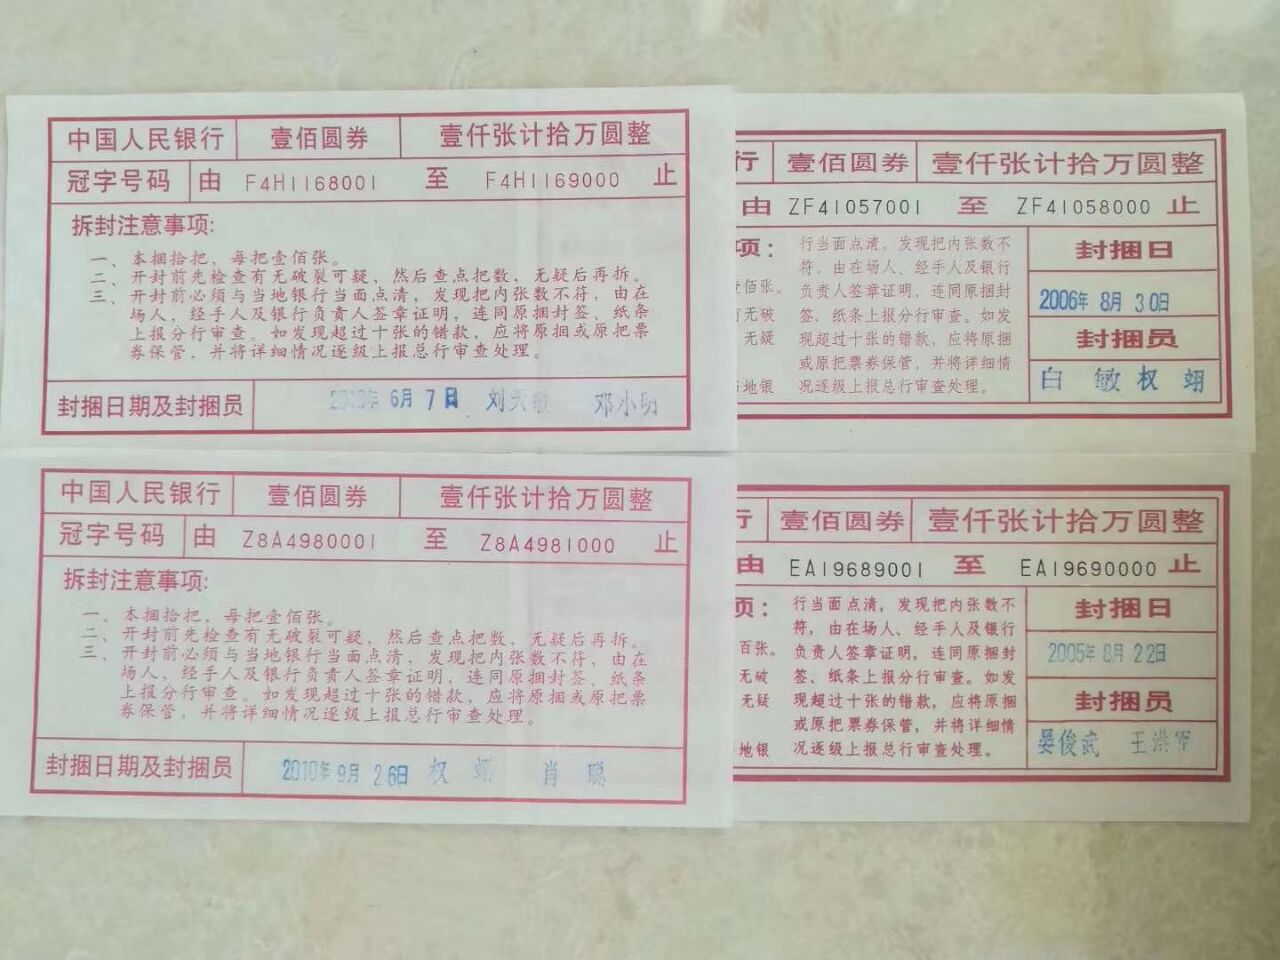 中国人民银行 壹佰圆券 壹仟张计拾万圆整
冠字号码 由 F4H1168001 至 F4H1169000 止
拆封注意事项:
一、本捆拾把，每把壹佰张。
二、开封前先检查有无破裂可疑，然后查点把数，无疑后再拆。
三、开封前必须与当地银行当面点清，发现把内张数不符，由在
场人，经手人及银行负责人签章证明，连同原捆封签、纸条
上报分行审查。如发现超过十张的错款，应将原捆或原把票
券保管，并将详细情况逐级上报总行审查处理。
封捆日期及封捆员 6月 7日 刘天 邓小明
行 壹佰圆券 壹仟张计拾万圆整
由 ZF41057001 至 ZF41058000 止
项:
壹佰张。
有无破
无疑
当地银
行当面点清，发现把内张数不
符，由在场人、经手人及银行
负责人签章证明，连同原捆封
签、纸条上报分行审查。如发
现超过十张的错款，应将原捆
或原把票券保管，并将详细情
况逐级上报总行审查处理。
封捆日
2006年 8月 30日
封捆员
白 敏 权 翊
中国人民银行 壹佰圆券 壹仟张计拾万圆整
冠字号码 由 Z8A4980001 至 Z8A4981000 止
拆封注意事项:
一、本捆拾把，每把壹佰张。
二、开封前先检查有无破裂可疑，然后查点把数，无疑后再拆。
三、开封前必须与当地银行当面点清，发现把内张数不符，由在
场人，经手人及银行负责人签章证明，连同原捆封签、纸条
上报分行审查。如发现超过十张的错款，应将原捆或原把票
券保管，并将详细情况逐级上报总行审查处理。
封捆日期及封捆员 2010年 9月 26日 权 肖 聪
行 壹佰圆券 壹仟张计拾万圆整
由 EA19689001 至 EA19690000 止
项:
百张。
无破
无疑
地银
行当面点清，发现把内张数不
符，由在场人、经手人及银行
负责人签章证明，连同原捆封
签、纸条上报分行审查。如发
现超过十张的错款，应将原捆
或原把票券保管，并将详细情
况逐级上报总行审查处理。
封捆日
2005年 8月 22日
封捆员
晏俊武 王洪军